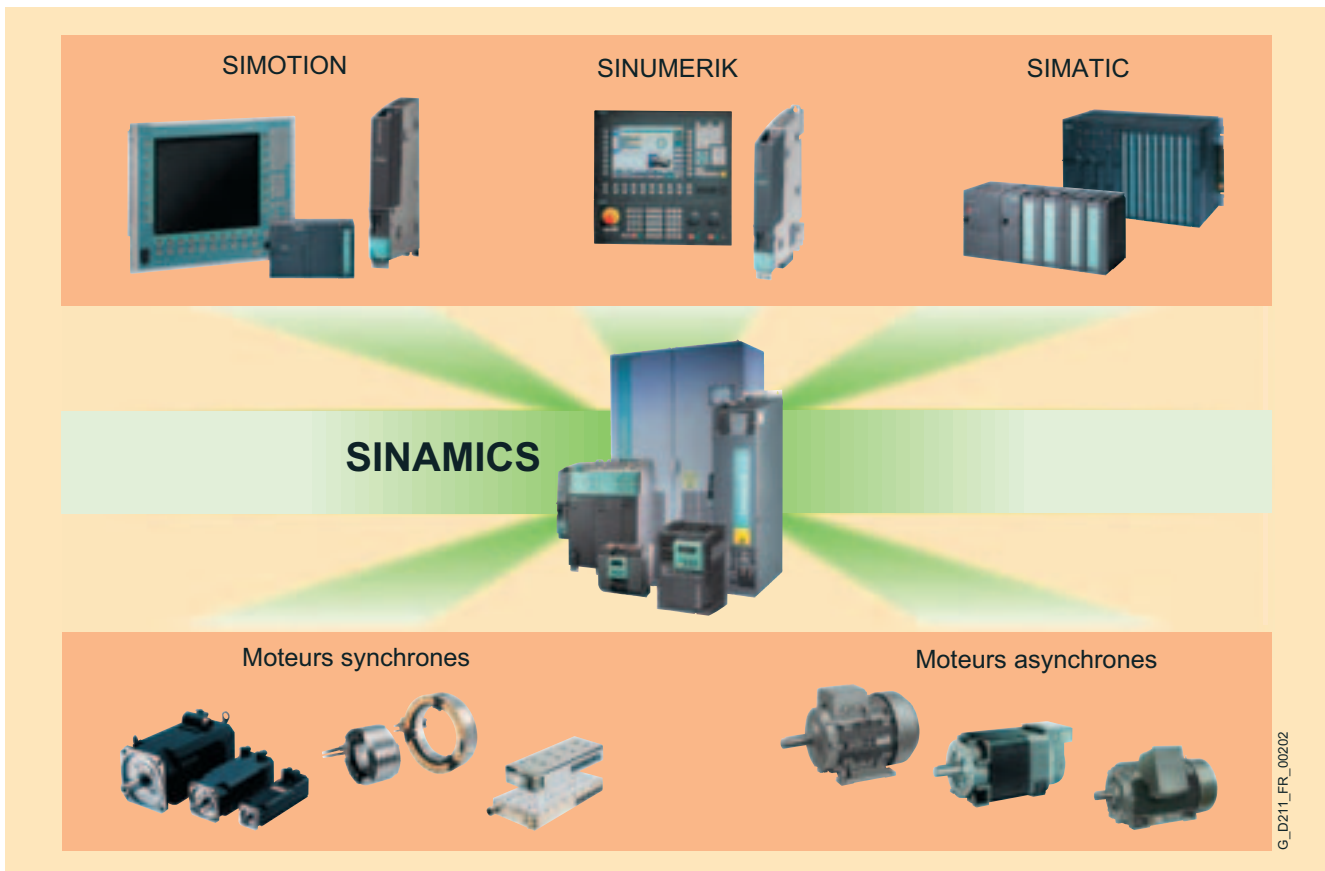 SIMOTION
SINUMERIK
SIMATIC
SINAMICS
Moteurs synchrones
Moteurs asynchrones
G_D211_FR_00202